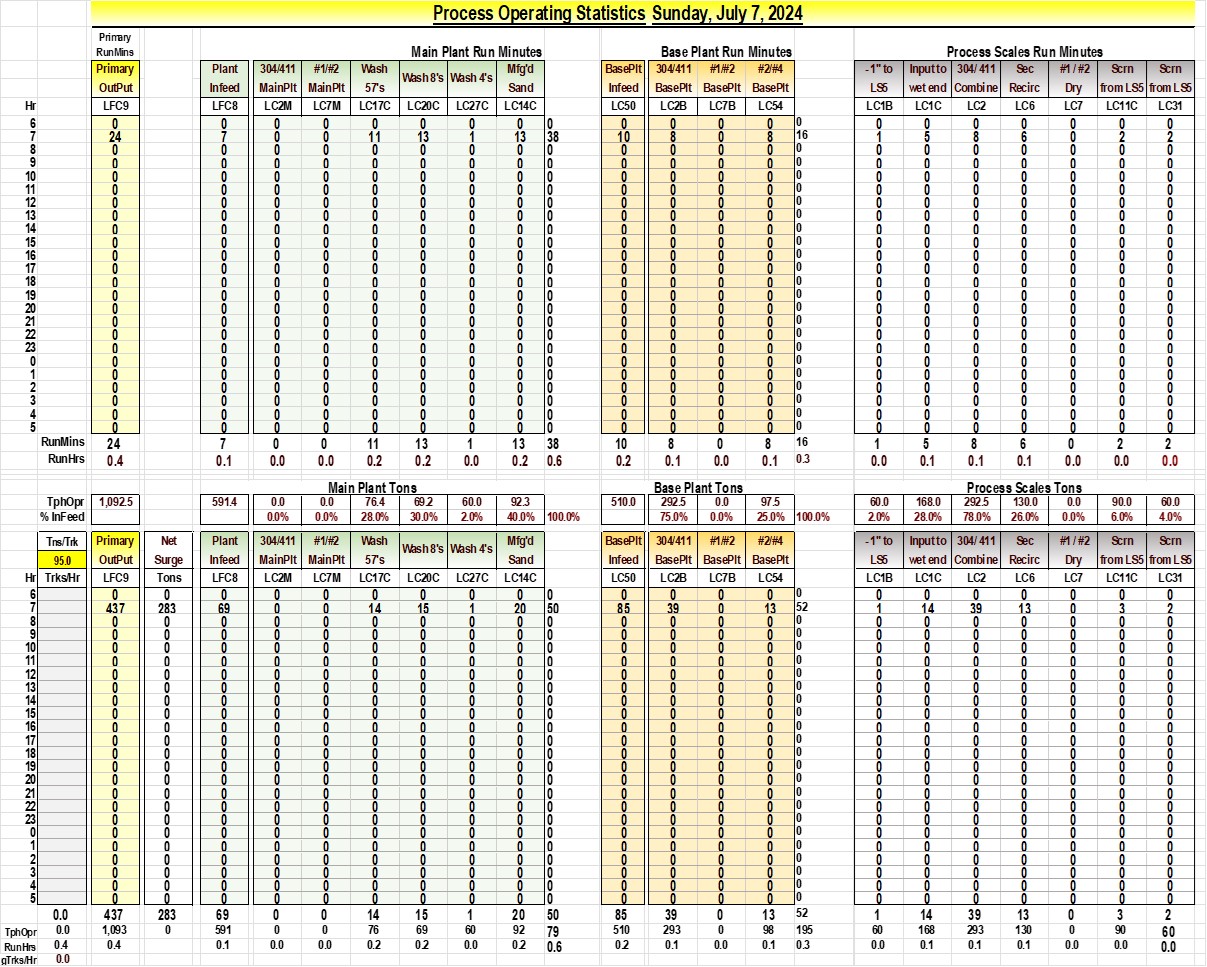 Process Operating Statistics Sunday, July 7, 2024
Primary
RunMins Main Plant Run Minutes Base Plant Run Minutes Process Scales Run Minutes
Primary Plant 304/411 #1/#2 Wash Wash 8's Wash 4's Mfg'd BasePlt 304/411 #1/#2 #2/#4 -1" to Input to 304/ 411 Sec #1 / #2 Scrn Scrn
OutPut Infeed MainPlt MainPlt 57's Sand Infeed BasePlt BasePlt BasePlt LS5 wet end Combine Recirc Dry from LS5 from LS5
Hr LFC9 LFC8 LC2M LC7M LC17C LC20C LC27C LC14C LC50 LC2B LC7B LC54 LC1B LC1C LC2 LC6 LC7 LC11C LC31
6 0 0 0 0 0 0 0 0 0 0 0 0 0 0 0 0 0 0 0 0 0 0
7 24 7 0 0 11 13 1 13 38 10 8 0 8 16 1 5 8 6 0 2 2
8 0 0 0 0 0 0 0 0 0 0 0 0 0 0 0 0 0 0 0 0 0
9 0 0 0 0 0 0 0 0 0 0 0 0 0 0 0 0 0 0 0 0 0
10 0 0 0 0 0 0 0 0 0 0 0 0 0 0 0 0 0 0 0 0 0
11 0 0 0 0 0 0 0 0 0 0 0 0 0 0 0 0 0 0 0 0 0
12 0 0 0 0 0 0 0 0 0 0 0 0 0 0 0 0 0 0 0 0 0
13 0 0 0 0 0 0 0 0 0 0 0 0 0 0 0 0 0 0 0 0 0
14 0 0 0 0 0 0 0 0 0 0 0 0 0 0 0 0 0 0 0 0 0
15 0 0 0 0 0 0 0 0 0 0 0 0 0 0 0 0 0 0 0 0 0
16 0 0 0 0 0 0 0 0 0 0 0 0 0 0 0 0 0 0 0 0 0
17 0 0 0 0 0 0 0 0 0 0 0 0 0 0 0 0 0 0 0 0 0
18 0 0 0 0 0 0 0 0 0 0 0 0 0 0 0 0 0 0 0 0 0
19 0 0 0 0 0 0 0 0 0 0 0 0 0 0 0 0 0 0 0 0 0
20 0 0 0 0 0 0 0 0 0 0 0 0 0 0 0 0 0 0 0 0 0
21 0 0 0 0 0 0 0 0 0 0 0 0 0 0 0 0 0 0 0 0 0
22 0 0 0 0 0 0 0 0 0 0 0 0 0 0 0 0 0 0 0 0 0
23 0 0 0 0 0 0 0 0 0 0 0 0 0 0 0 0 0 0 0 0 0
0 0 0 0 0 0 0 0 0 0 0 0 0 0 0 0 0 0 0 0 0 0
1 0 0 0 0 0 0 0 0 0 0 0 0 0 0 0 0 0 0 0 0 0
2 0 0 0 0 0 0 0 0 0 0 0 0 0 0 0 0 0 0 0 0 0
3 0 0 0 0 0 0 0 0 0 0 0 0 0 0 0 0 0 0 0 0 0
4 0 0 0 0 0 0 0 0 0 0 0 0 0 0 0 0 0 0 0 0 0
5 0 0 0 0 0 0 0 0 0 0 0 0 0 0 0 0 0 0 0 0 0
RunMins 24 7 0 0 11 13 1 13 38 10 8 0 8 16 1 5 8 6 0 2 2
RunHrs 0.4 0.1 0.0 0.0 0.2 0.2 0.0 0.2 0.6 0.2 0.1 0.0 0.1 0.3 0.0 0.1 0.1 0.1 0.0 0.0 0.0
Main Plant Tons Base Plant Tons Process Scales Tons
TphOpr 1,092.5 591.4 0.0 0.0 76.4 69.2 60.0 92.3 510.0 292.5 0.0 97.5 60.0 168.0 292.5 130.0 0.0 90.0 60.0
% InFeed 0.0% 0.0% 28.0% 30.0% 2.0% 40.0% 100.0% 75.0% 0.0% 25.0% 100.0% 2.0% 28.0% 78.0% 26.0% 0.0% 6.0% 4.0%
Tns/Trk Primary Net Plant 304/411 #1/#2 Wash Wash 8's Wash 4's Mfg'd BasePlt 304/411 #1/#2 #2/#4 -1" to Input to 304/ 411 Sec #1 / #2 Scrn Scrn
95.0 OutPut Surge Infeed MainPlt MainPlt 57's Sand Infeed BasePlt BasePlt BasePlt LS5 wet end Combine Recirc Dry from LS5 from LS5
Hr Trks/Hr LFC9 Tons LFC8 LC2M LC7M LC17C LC20C LC27C LC14C LC50 LC2B LC7B LC54 LC1B LC1C LC2 LC6 LC7 LC11C LC31
6 0 0 0 0 0 0 0 0 0 0 0 0 0 0 0 0 0 0 0 0 0 0
7 437 283 69 0 0 14 15 1 20 50 85 39 0 13 52 1 14 39 13 0 3 2
8 0 0 0 0 0 0 0 0 0 0 0 0 0 0 0 0 0 0 0 0 0 0
9 0 0 0 0 0 0 0 0 0 0 0 0 0 0 0 0 0 0 0 0 0 0
10 0 0 0 0 0 0 0 0 0 0 0 0 0 0 0 0 0 0 0 0 0 0
11 0 0 0 0 0 0 0 0 0 0 0 0 0 0 0 0 0 0 0 0 0 0
12 0 0 0 0 0 0 0 0 0 0 0 0 0 0 0 0 0 0 0 0 0 0
13 0 0 0 0 0 0 0 0 0 0 0 0 0 0 0 0 0 0 0 0 0 0
14 0 0 0 0 0 0 0 0 0 0 0 0 0 0 0 0 0 0 0 0 0 0
15 0 0 0 0 0 0 0 0 0 0 0 0 0 0 0 0 0 0 0 0 0 0
16 0 0 0 0 0 0 0 0 0 0 0 0 0 0 0 0 0 0 0 0 0 0
17 0 0 0 0 0 0 0 0 0 0 0 0 0 0 0 0 0 0 0 0 0 0
18 0 0 0 0 0 0 0 0 0 0 0 0 0 0 0 0 0 0 0 0 0 0
19 0 0 0 0 0 0 0 0 0 0 0 0 0 0 0 0 0 0 0 0 0 0
20 0 0 0 0 0 0 0 0 0 0 0 0 0 0 0 0 0 0 0 0 0 0
21 0 0 0 0 0 0 0 0 0 0 0 0 0 0 0 0 0 0 0 0 0 0
22 0 0 0 0 0 0 0 0 0 0 0 0 0 0 0 0 0 0 0 0 0 0
23 0 0 0 0 0 0 0 0 0 0 0 0 0 0 0 0 0 0 0 0 0 0
0 0 0 0 0 0 0 0 0 0 0 0 0 0 0 0 0 0 0 0 0 0 0
1 0 0 0 0 0 0 0 0 0 0 0 0 0 0 0 0 0 0 0 0 0 0
2 0 0 0 0 0 0 0 0 0 0 0 0 0 0 0 0 0 0 0 0 0 0
3 0 0 0 0 0 0 0 0 0 0 0 0 0 0 0 0 0 0 0 0 0 0
4 0 0 0 0 0 0 0 0 0 0 0 0 0 0 0 0 0 0 0 0 0 0
5 0 0 0 0 0 0 0 0 0 0 0 0 0 0 0 0 0 0 0 0 0 0
0.0 437 283 69 0 0 14 15 1 20 50 85 39 0 13 52 1 14 39 13 0 3 2
TphOpr 0.0 1,093 0 591 0 0 76 69 60 92 79 510 293 0 98 195 60 168 293 130 0 90 60
RunHrs 0.4 0.4 0.1 0.0 0.0 0.2 0.2 0.0 0.2 0.6 0.2 0.1 0.0 0.1 0.3 0.0 0.1 0.1 0.1 0.0 0.0 0.0
gTrks/Hr 0.0